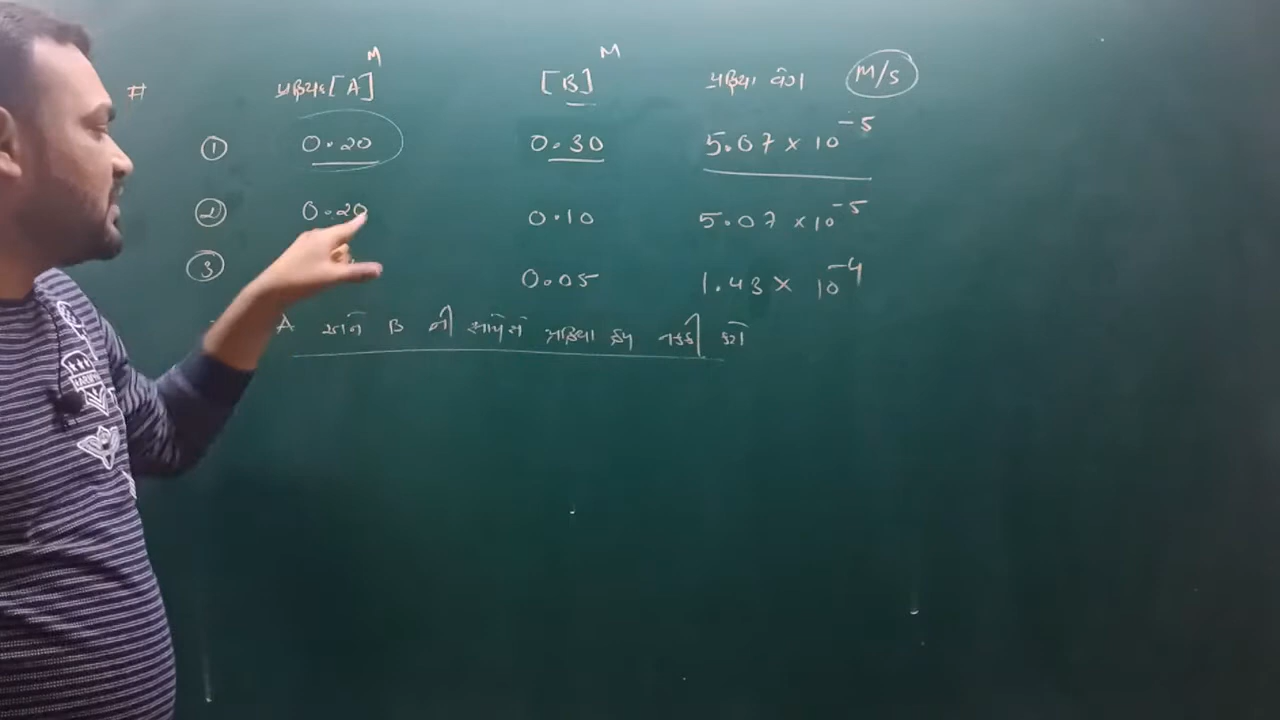 M M
# પ્રક્રિયક [A] [B] પ્રક્રિયા વેગ M/s
① 0.20 0.30 5.07 × 10⁻⁵
② 0.20 0.10 5.07 × 10⁻⁵
③ 0.05 1.43 × 10⁻⁴
A અને B ની સાપેક્ષે પ્રક્રિયા ક્રમ નક્કી કરો